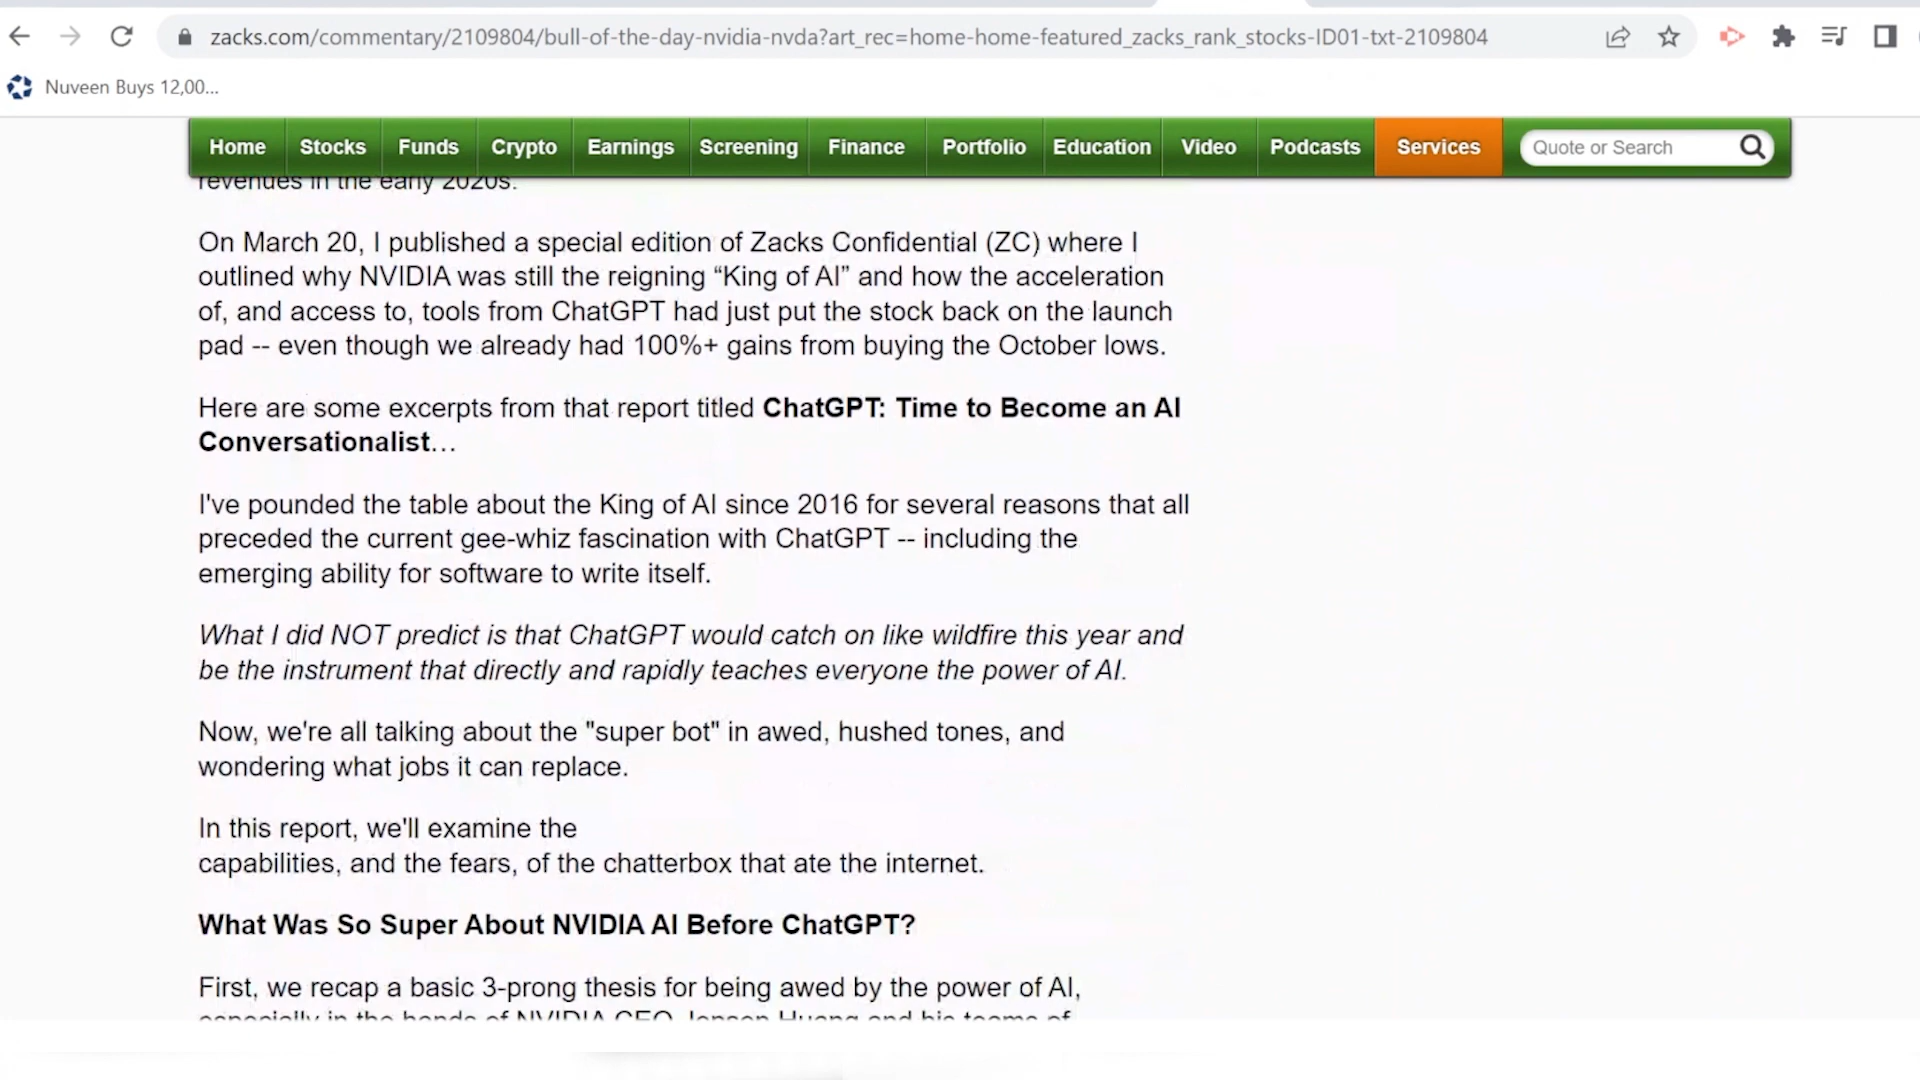 zacks.com/commentary/2109804/bull-of-the-day-nvidia-nvda?art_rec=home-home-featured_zacks_rank_stocks-ID01-txt-2109804
Nuveen Buys 12,00...
Home Stocks Funds Crypto Earnings Screening Finance Portfolio Education Video Podcasts Services Quote or Search
revenues in the early 2020s.
On March 20, I published a special edition of Zacks Confidential (ZC) where I
outlined why NVIDIA was still the reigning “King of AI” and how the acceleration
of, and access to, tools from ChatGPT had just put the stock back on the launch
pad -- even though we already had 100%+ gains from buying the October lows.
Here are some excerpts from that report titled ChatGPT: Time to Become an AI
Conversationalist…
I've pounded the table about the King of AI since 2016 for several reasons that all
preceded the current gee-whiz fascination with ChatGPT -- including the
emerging ability for software to write itself.
What I did NOT predict is that ChatGPT would catch on like wildfire this year and
be the instrument that directly and rapidly teaches everyone the power of AI.
Now, we're all talking about the "super bot" in awed, hushed tones, and
wondering what jobs it can replace.
In this report, we'll examine the
capabilities, and the fears, of the chatterbox that ate the internet.
What Was So Super About NVIDIA AI Before ChatGPT?
First, we recap a basic 3-prong thesis for being awed by the power of AI,
especially in the hands of NVIDIA CEO Jensen Huang and his teams of